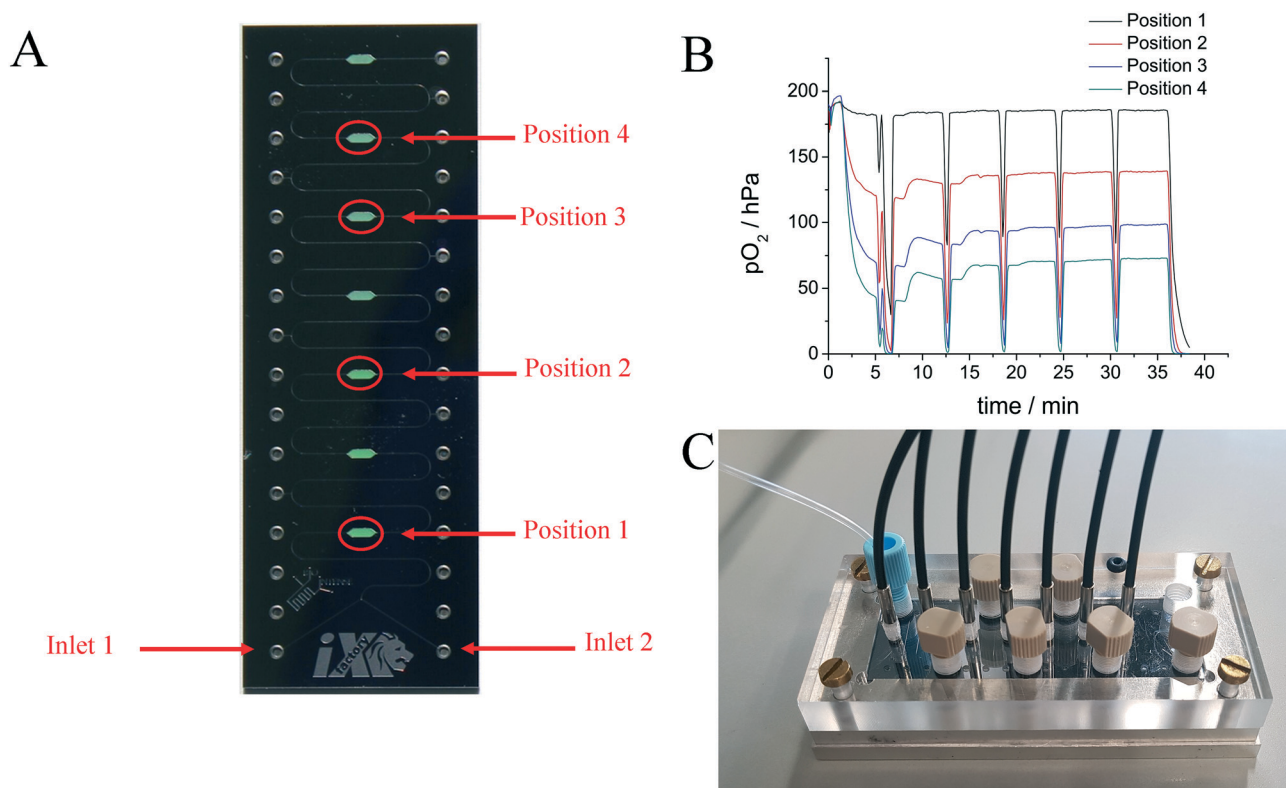 A
Position 4
Position 3
Position 2
Position 1
Inlet 1
Inlet 2
iX
factory
B
Position 1
Position 2
Position 3
Position 4
200
150
100
50
0
pO₂ / hPa
0 5 10 15 20 25 30 35 40
time / min
C